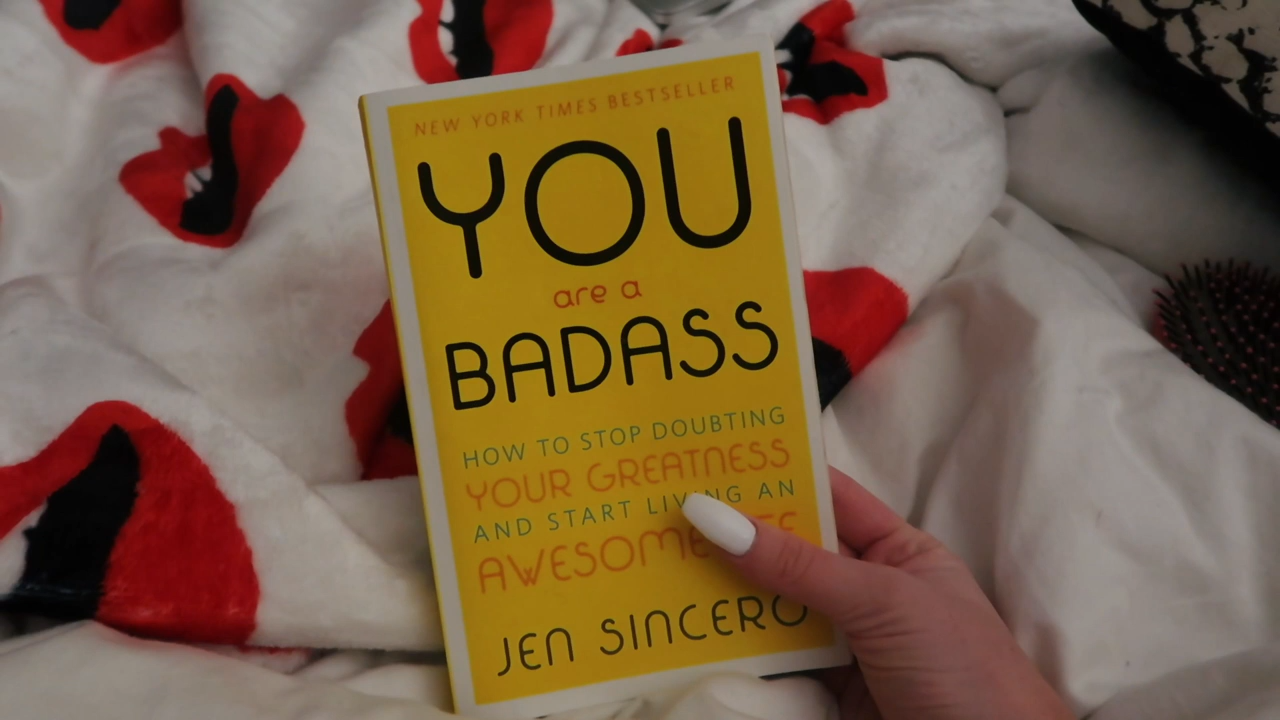 NEW YORK TIMES BESTSELLER
YOU
are a
BADASS
HOW TO STOP DOUBTING
YOUR GREATNESS
AND START LIVING AN
AWESOME
JEN SINCERO